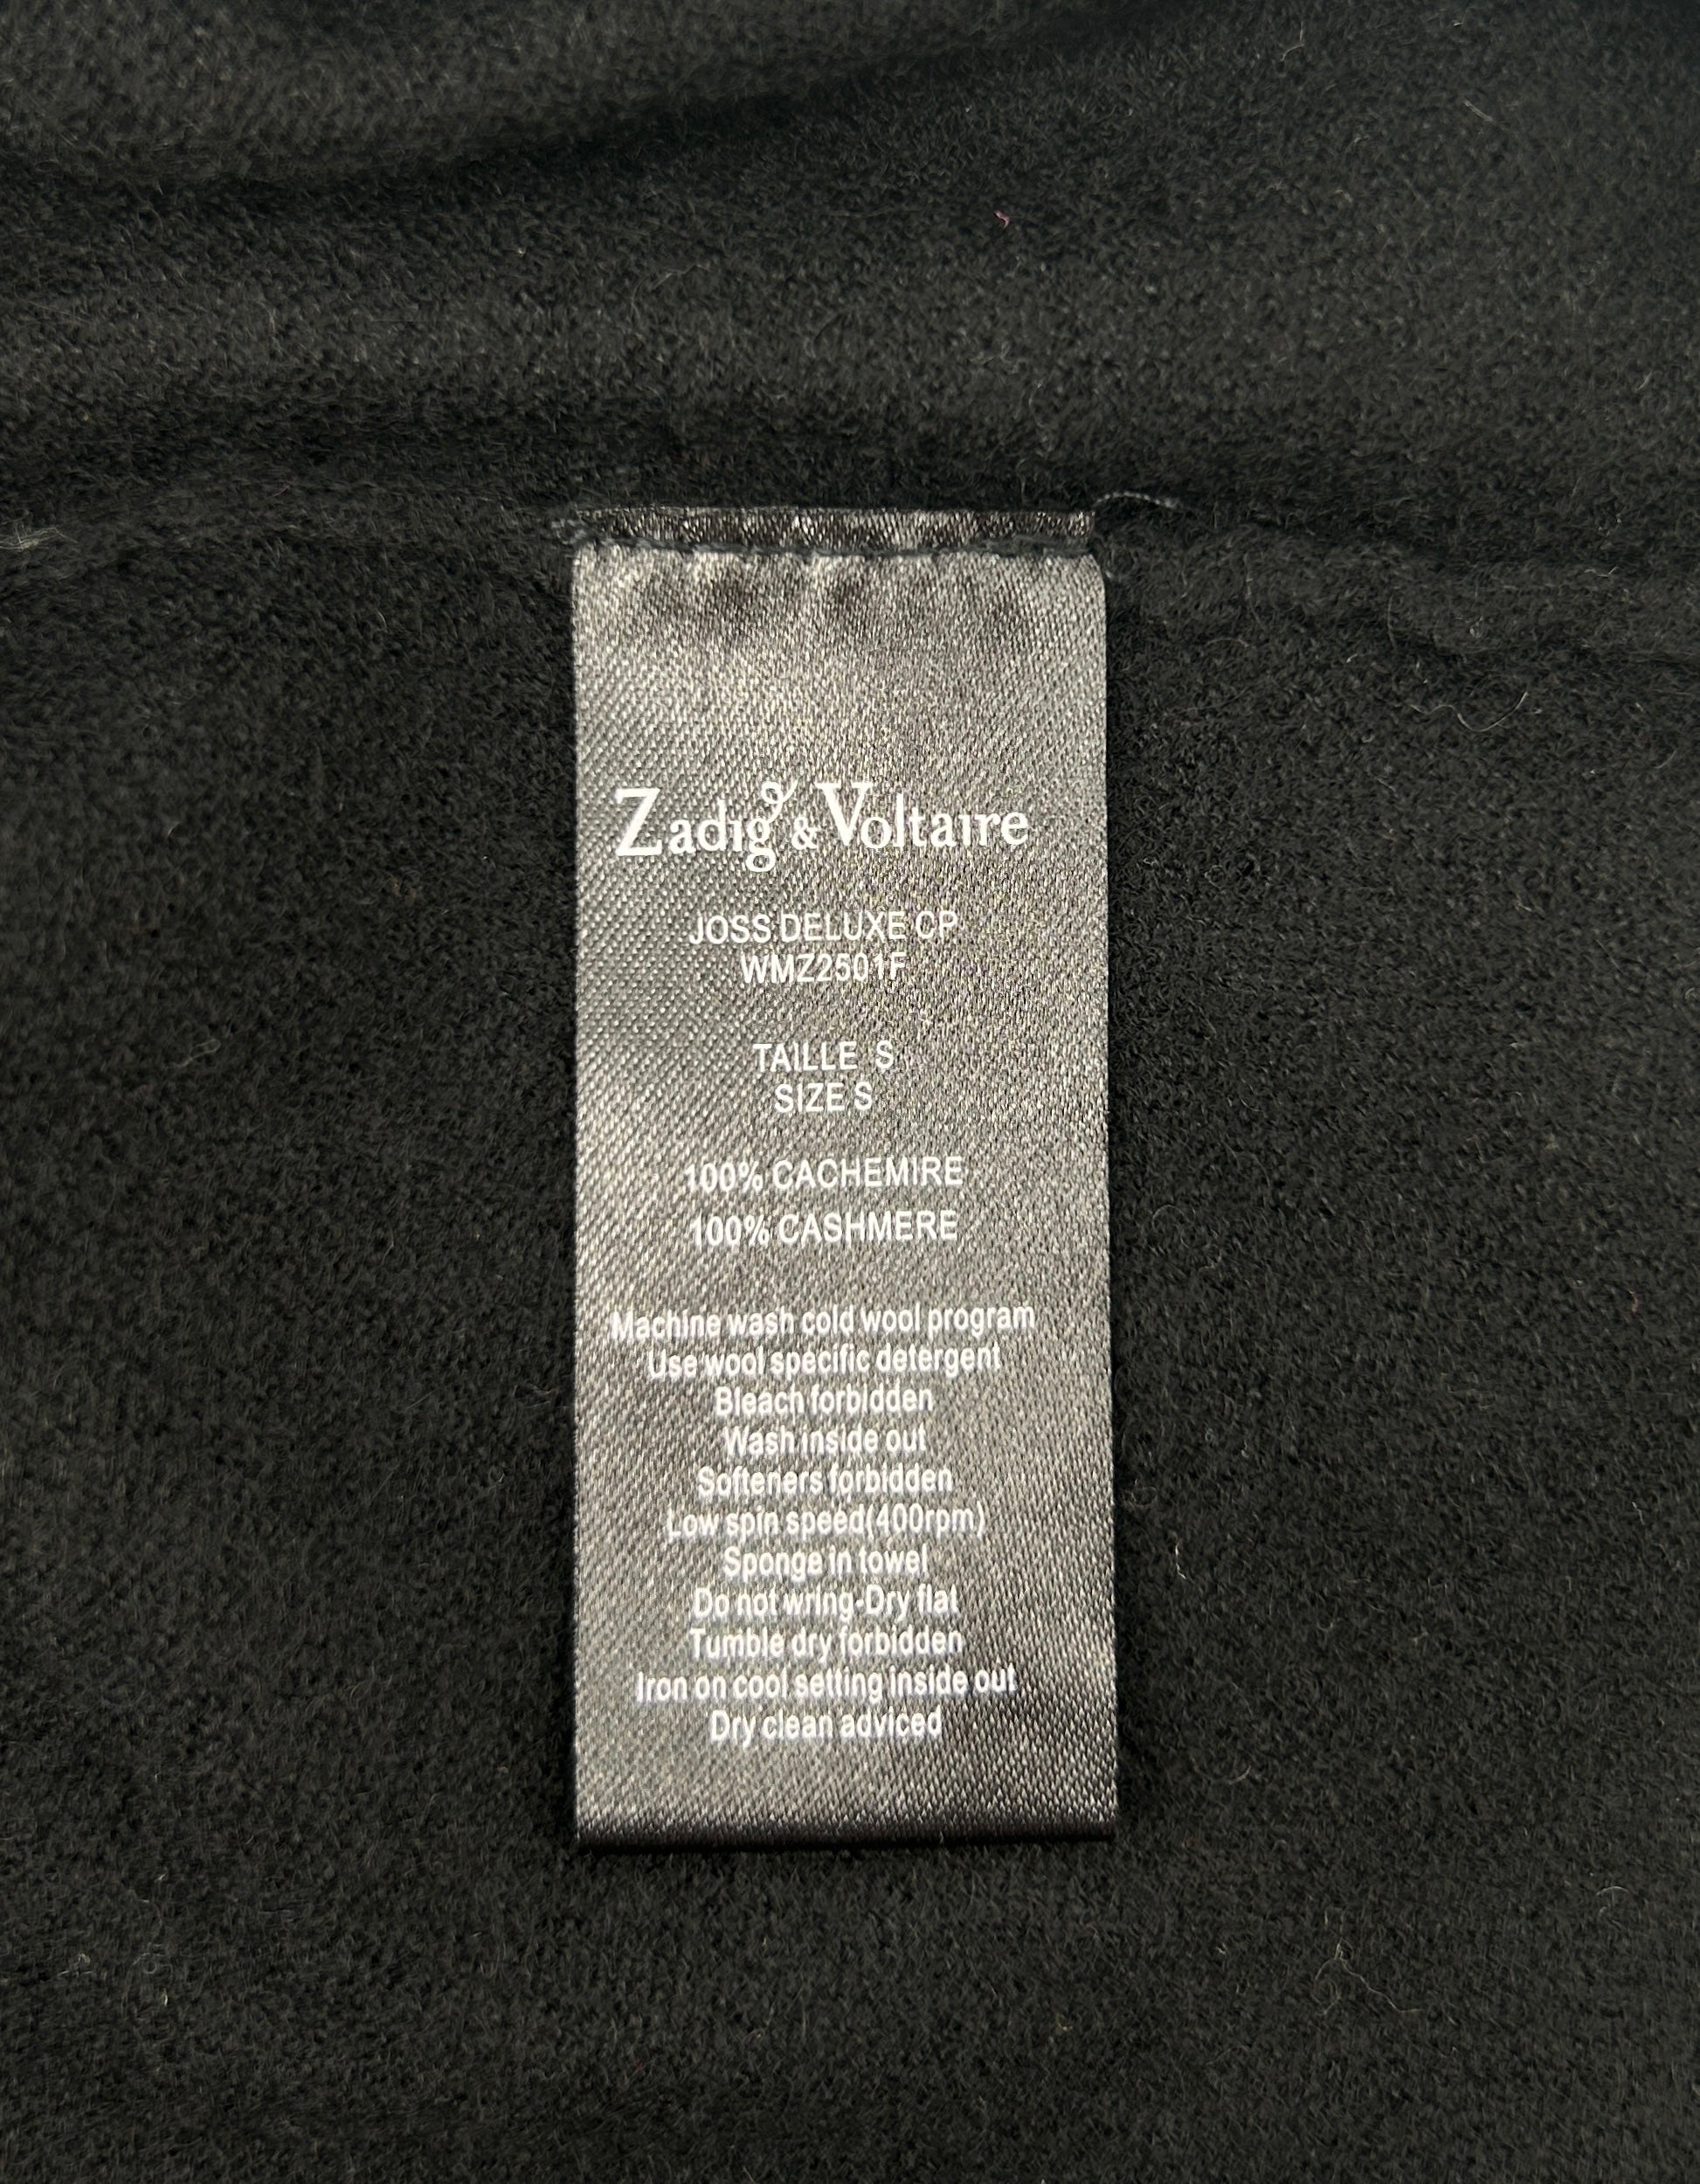 Zadig & Voltaire
JOSS DELUXE CP
WMZ2501F
TAILLE S
SIZE S
100% CACHEMIRE
100% CASHMERE
Machine wash cold wool program
Use wool specific detergent
Bleach forbidden
Wash inside out
Softeners forbidden
Low spin speed(400rpm)
Sponge in towel
Do not wring-Dry flat
Tumble dry forbidden
Iron on cool setting inside out
Dry clean adviced